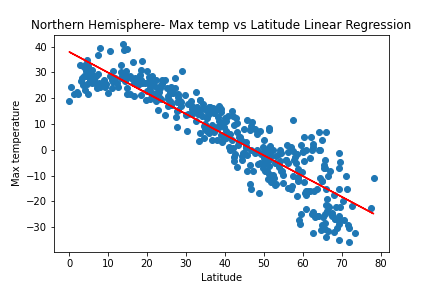 Northern Hemisphere- Max temp vs Latitude Linear Regression
40
30
20
10
0
−10
−20
−30
Max temperature
0 10 20 30 40 50 60 70 80
Latitude